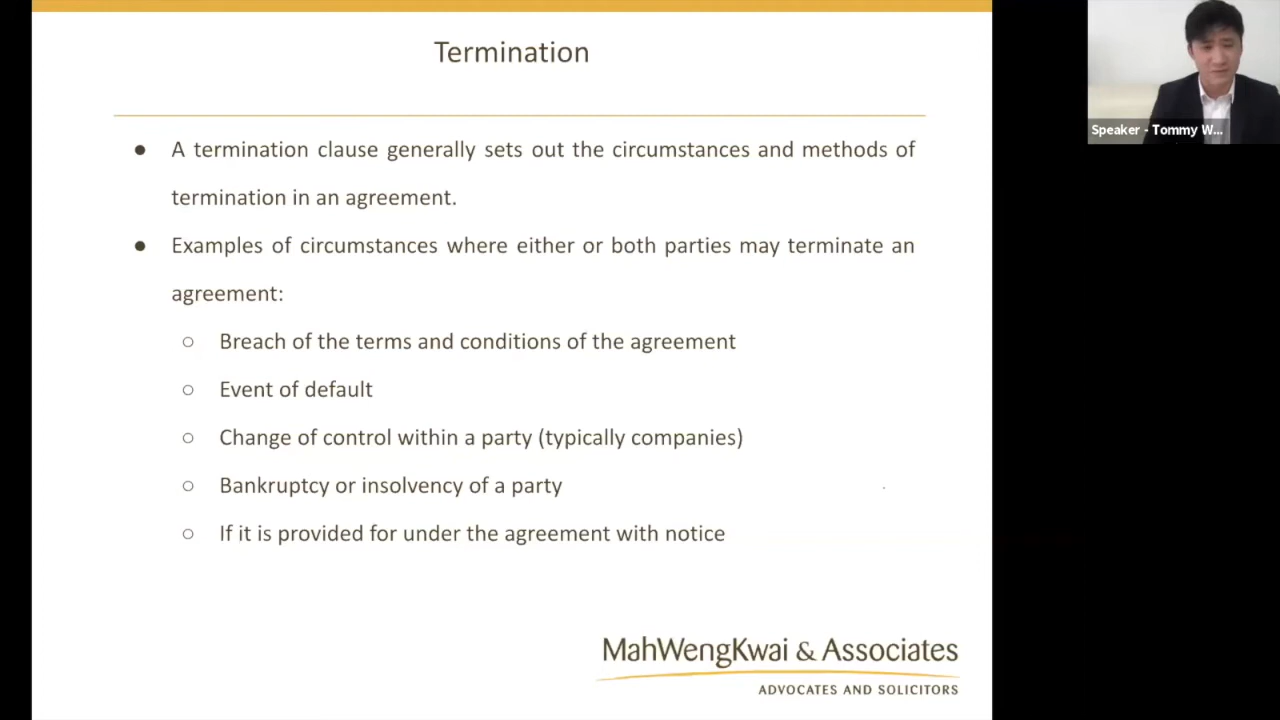 Termination
● A termination clause generally sets out the circumstances and methods of
termination in an agreement.
● Examples of circumstances where either or both parties may terminate an
agreement:
○ Breach of the terms and conditions of the agreement
○ Event of default
○ Change of control within a party (typically companies)
○ Bankruptcy or insolvency of a party
○ If it is provided for under the agreement with notice
MahWengKwai & Associates
ADVOCATES AND SOLICITORS
Speaker - Tommy W...